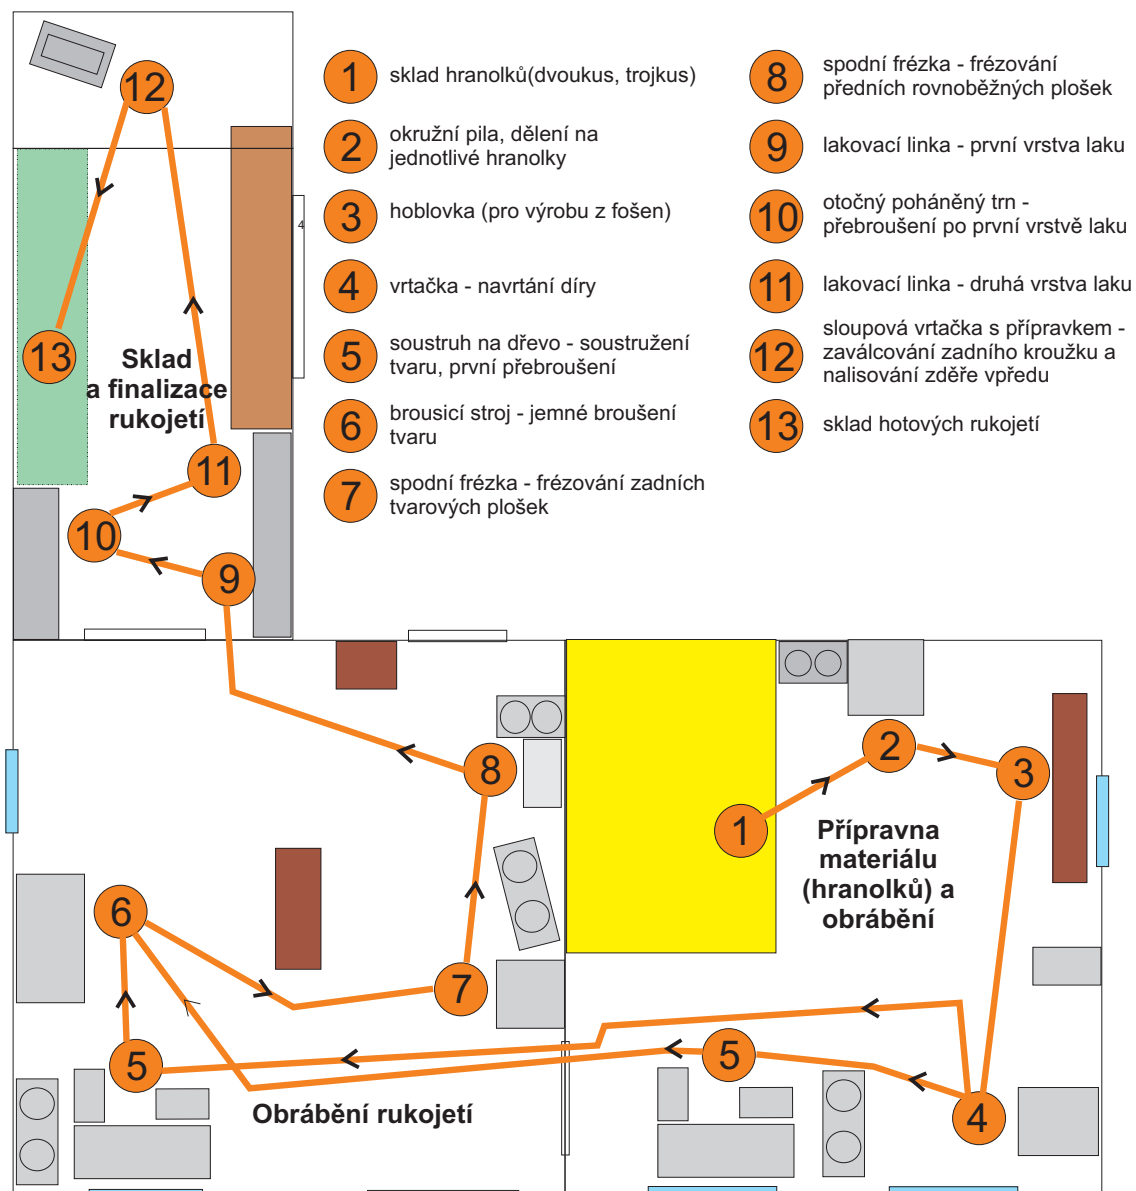 1
sklad hranolků(dvoukus, trojkus)
2
okružní pila, dělení na
jednotlivé hranolky
3
hoblovka (pro výrobu z fošen)
4
vrtačka - navrtání díry
5
soustruh na dřevo - soustružení
tvaru, první přebroušení
6
brousicí stroj - jemné broušení
tvaru
7
spodní frézka - frézování zadních
tvarových plošek
8
spodní frézka - frézování
předních rovnoběžných plošek
9
lakovací linka - první vrstva laku
10
otočný poháněný trn -
přebroušení po první vrstvě laku
11
lakovací linka - druhá vrstva laku
12
sloupová vrtačka s přípravkem -
zaválcování zadního kroužku a
nalisování zděře vpředu
13
sklad hotových rukojetí
12
4
13
Sklad
a finalizace
rukojetí
11
10
9
8
2
3
1
Přípravna
materiálu
(hranolků) a
obrábění
6
7
5
5
4
Obrábění rukojetí